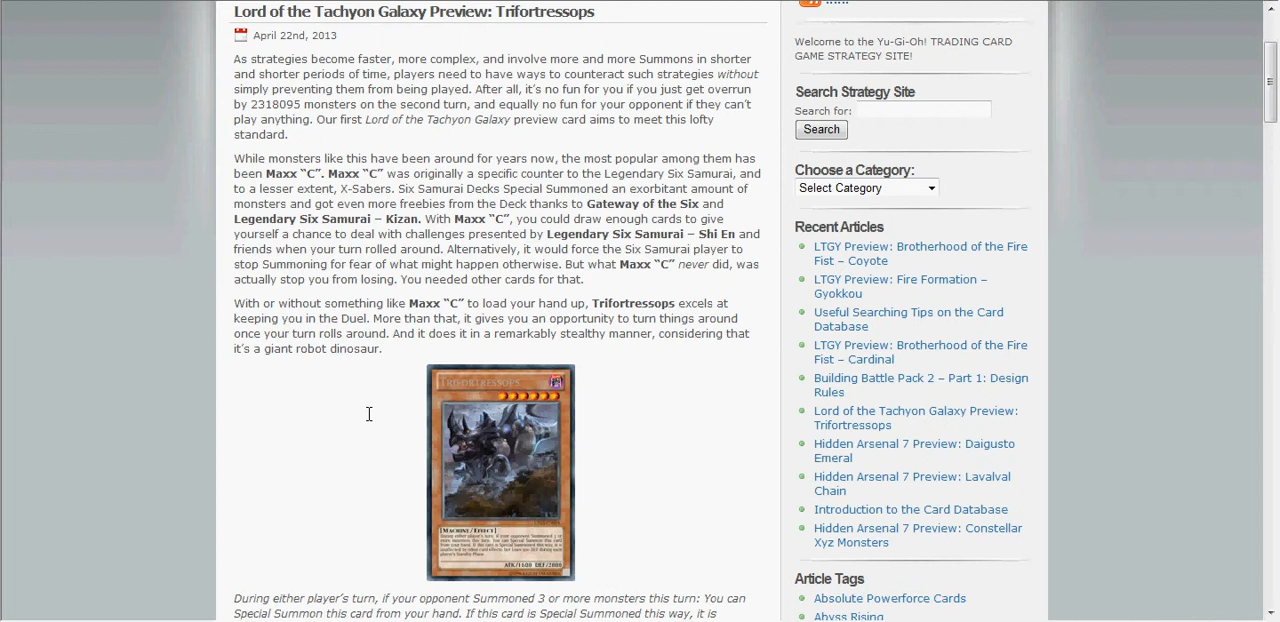 Lord of the Tachyon Galaxy Preview: Trifortressops
April 22nd, 2013
As strategies become faster, more complex, and involve more and more Summons in shorter
and shorter periods of time, players need to have ways to counteract such strategies without
simply preventing them from being played. After all, it's no fun for you if you just get overrun
by 2318095 monsters on the second turn, and equally no fun for your opponent if they can't
play anything. Our first Lord of the Tachyon Galaxy preview card aims to meet this lofty
standard.
While monsters like this have been around for years now, the most popular among them has
been Maxx "C". Maxx "C" was originally a specific counter to the Legendary Six Samurai, and
to a lesser extent, X-Sabers. Six Samurai Decks Special Summoned an exorbitant amount of
monsters and got even more freebies from the Deck thanks to Gateway of the Six and
Legendary Six Samurai – Kizan. With Maxx "C", you could draw enough cards to give
yourself a chance to deal with challenges presented by Legendary Six Samurai – Shi En and
friends when your turn rolled around. Alternatively, it would force the Six Samurai player to
stop Summoning for fear of what might happen otherwise. But what Maxx "C" never did, was
actually stop you from losing. You needed other cards for that.
With or without something like Maxx "C" to load your hand up, Trifortressops excels at
keeping you in the Duel. More than that, it gives you an opportunity to turn things around
once your turn rolls around. And it does it in a remarkably stealthy manner, considering that
it's a giant robot dinosaur.
TRIFORTRESSOPS
[MACHINE/EFFECT]
ATK/1600 DEF/2000
During either player's turn, if your opponent Summoned 3 or more monsters this turn: You can
Special Summon this card from your hand. If this card is Special Summoned this way, it is
Welcome to the Yu-Gi-Oh! TRADING CARD
GAME STRATEGY SITE!
Search Strategy Site
Search for:
Search
Choose a Category:
Select Category
Recent Articles
LTGY Preview: Brotherhood of the Fire
Fist – Coyote
LTGY Preview: Fire Formation –
Gyokkou
Useful Searching Tips on the Card
Database
LTGY Preview: Brotherhood of the Fire
Fist – Cardinal
Building Battle Pack 2 – Part 1: Design
Rules
Lord of the Tachyon Galaxy Preview:
Trifortressops
Hidden Arsenal 7 Preview: Daigusto
Emeral
Hidden Arsenal 7 Preview: Lavalval
Chain
Introduction to the Card Database
Hidden Arsenal 7 Preview: Constellar
Xyz Monsters
Article Tags
Absolute Powerforce Cards
Abyss Rising